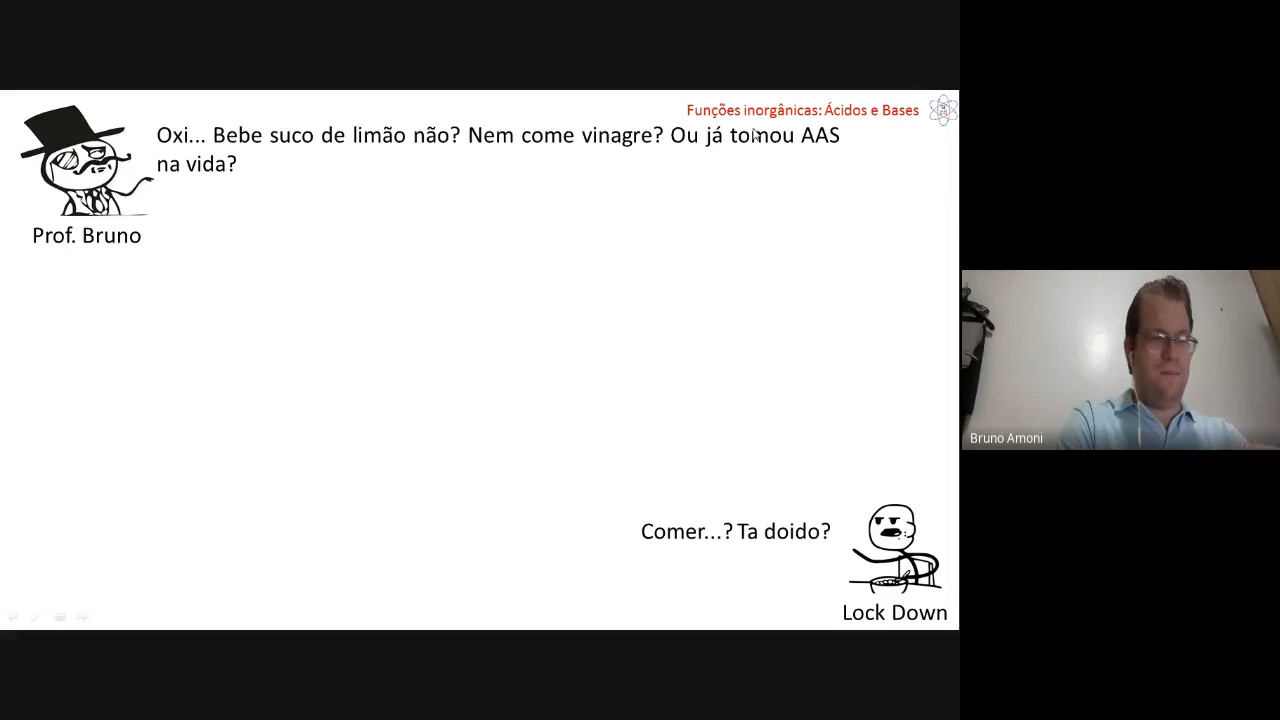 Funções inorgânicas: Ácidos e Bases
Oxi... Bebe suco de limão não? Nem come vinagre? Ou já tomou AAS
na vida?
Prof. Bruno
Bruno Amoni
Comer...? Ta doido?
Lock Down